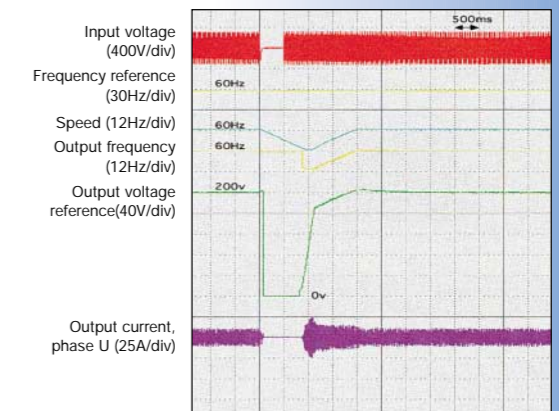 500ms
Input voltage
(400V/div)
Frequency reference
(30Hz/div)
60Hz
Speed (12Hz/div)
60Hz
Output frequency
(12Hz/div)
60Hz
Output voltage
reference(40V/div)
200v
0v
Output current,
phase U (25A/div)